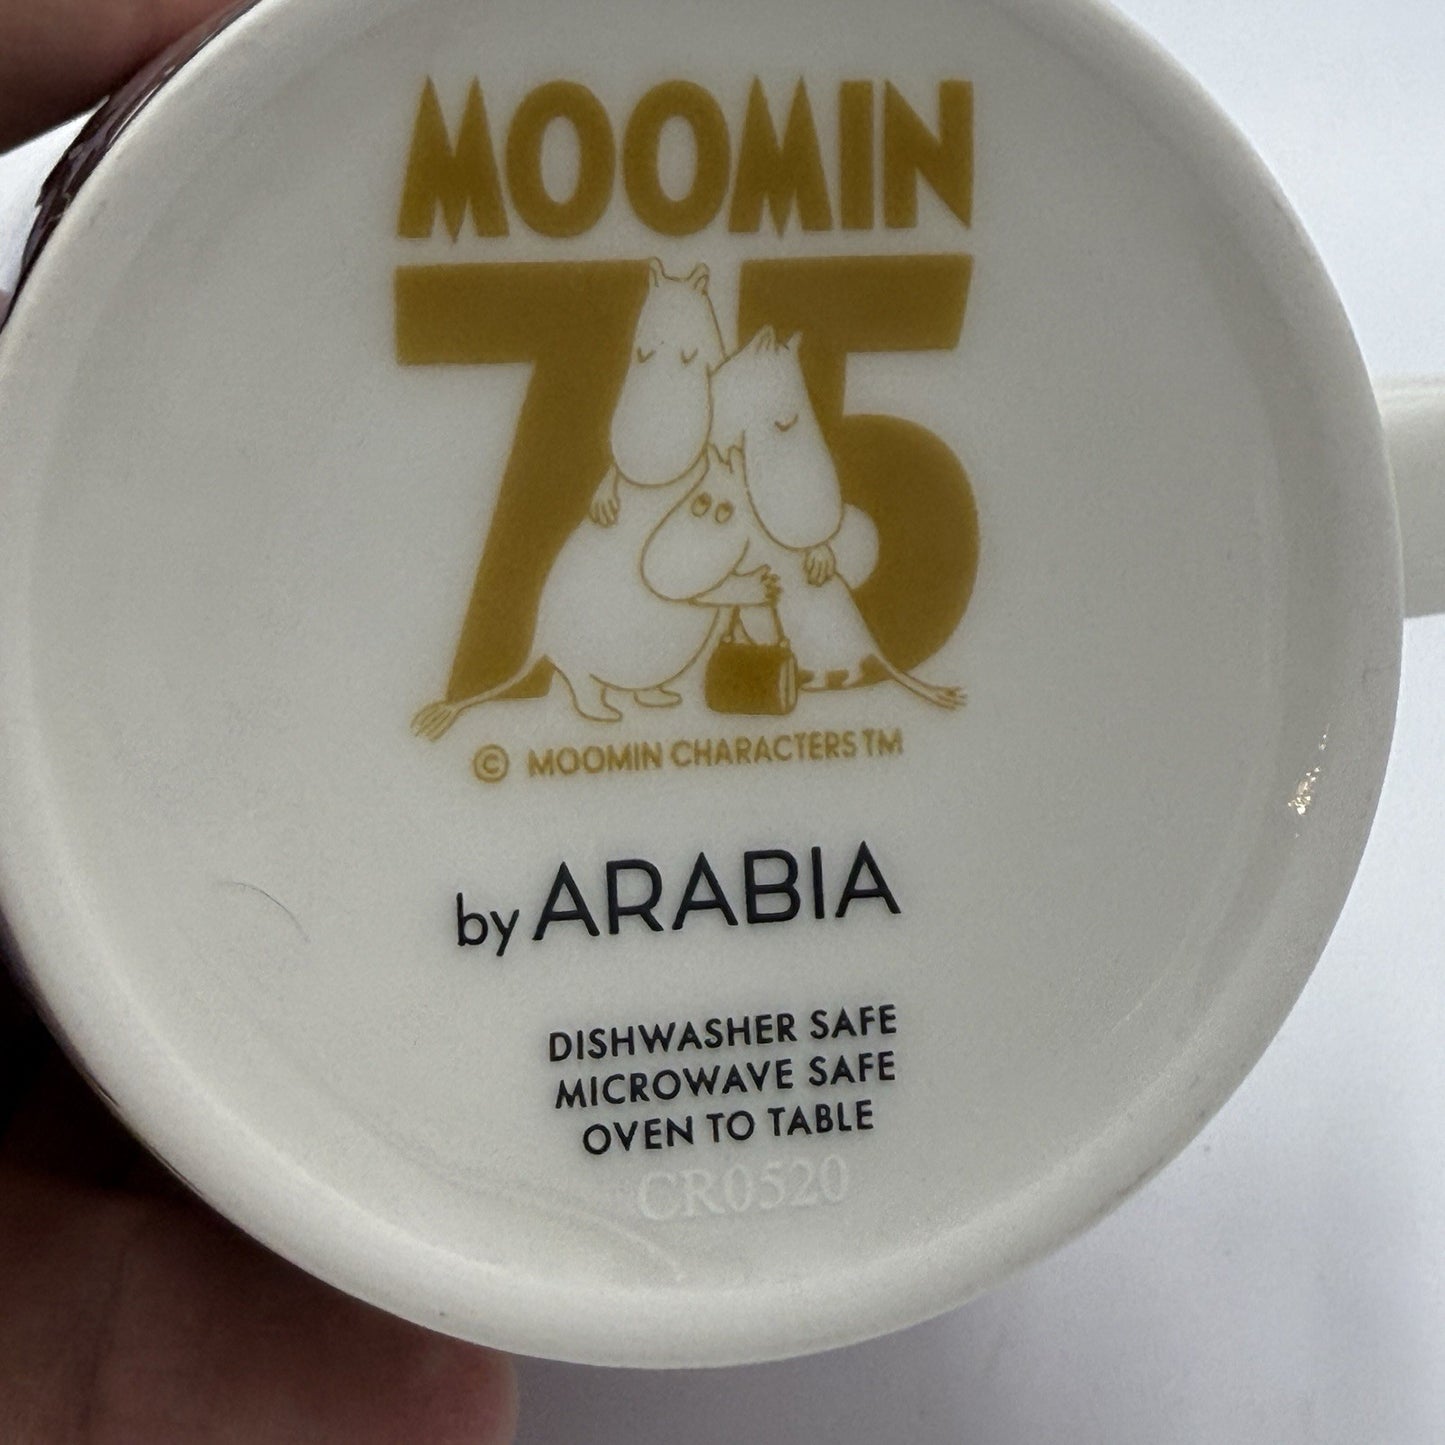 MOOMIN
75
© MOOMIN CHARACTERS TM
by ARABIA
DISHWASHER SAFE
MICROWAVE SAFE
OVEN TO TABLE
CR0520